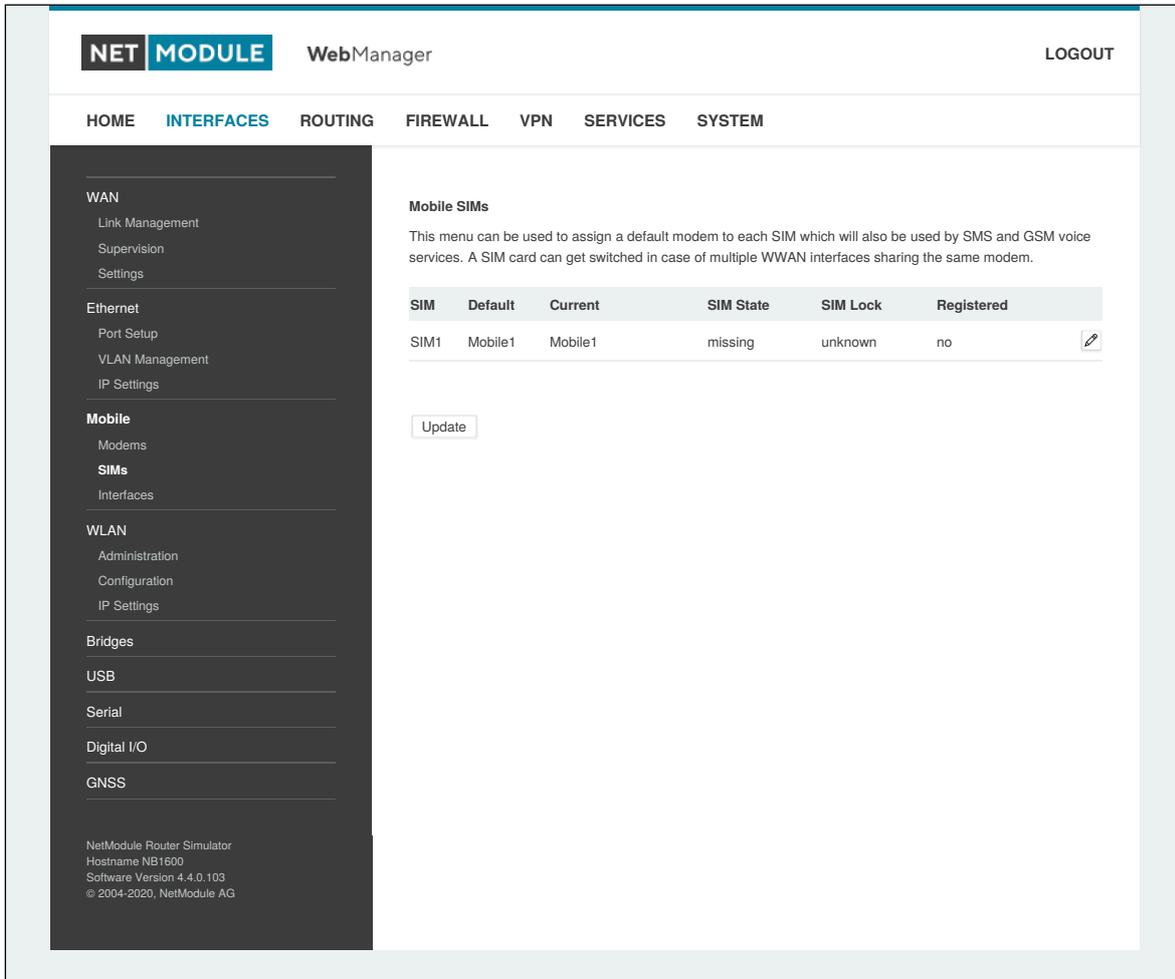 NET MODULE WebManager LOGOUT
HOME INTERFACES ROUTING FIREWALL VPN SERVICES SYSTEM
WAN
Link Management
Supervision
Settings
Ethernet
Port Setup
VLAN Management
IP Settings
Mobile
Modems
SIMs
Interfaces
WLAN
Administration
Configuration
IP Settings
Bridges
USB
Serial
Digital I/O
GNSS
NetModule Router Simulator
Hostname NB1600
Software Version 4.4.0.103
© 2004-2020, NetModule AG
Mobile SIMs
This menu can be used to assign a default modem to each SIM which will also be used by SMS and GSM voice
services. A SIM card can get switched in case of multiple WWAN interfaces sharing the same modem.
SIM Default Current SIM State SIM Lock Registered
SIM1 Mobile1 Mobile1 missing unknown no
Update